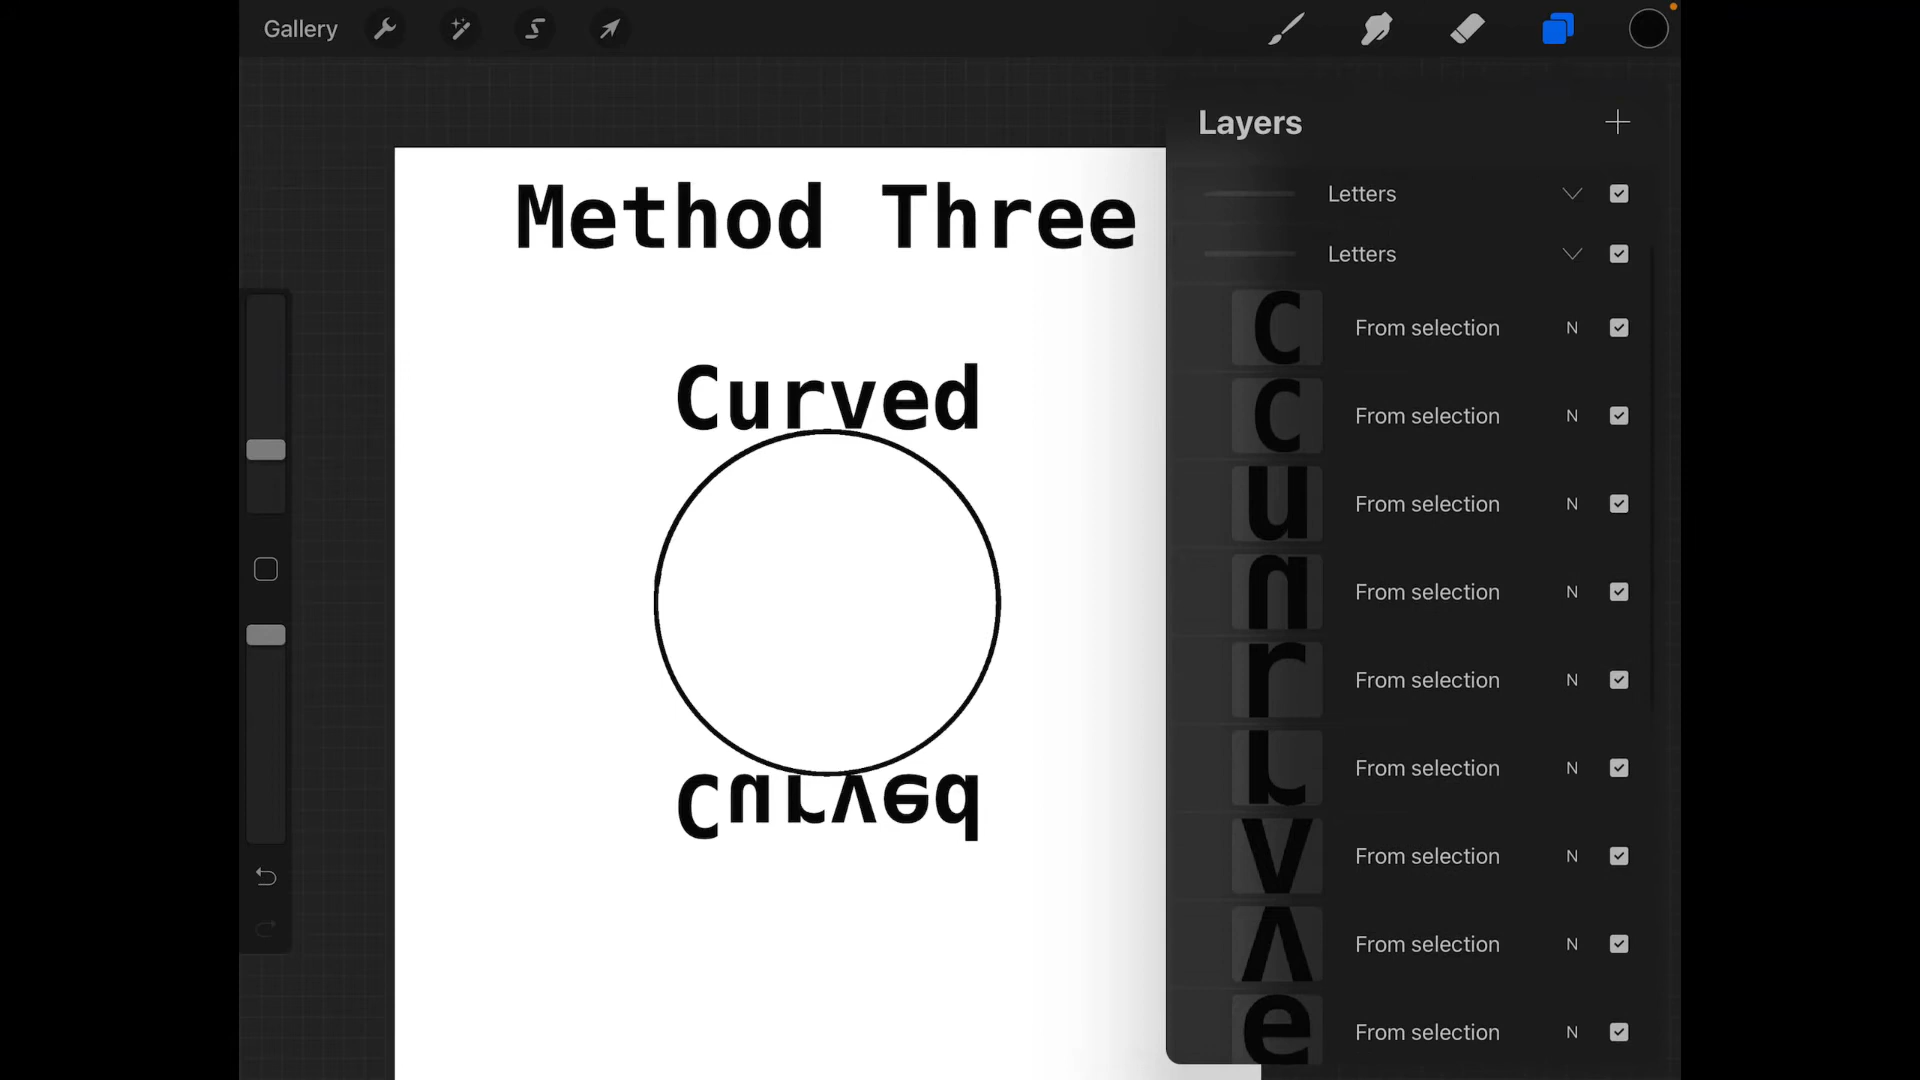 Gallery
Layers
Letters
Letters
C From selection N
C From selection N
u From selection N
u From selection N
r From selection N
r From selection N
v From selection N
v From selection N
e From selection N
Method Three
Curved
Curved